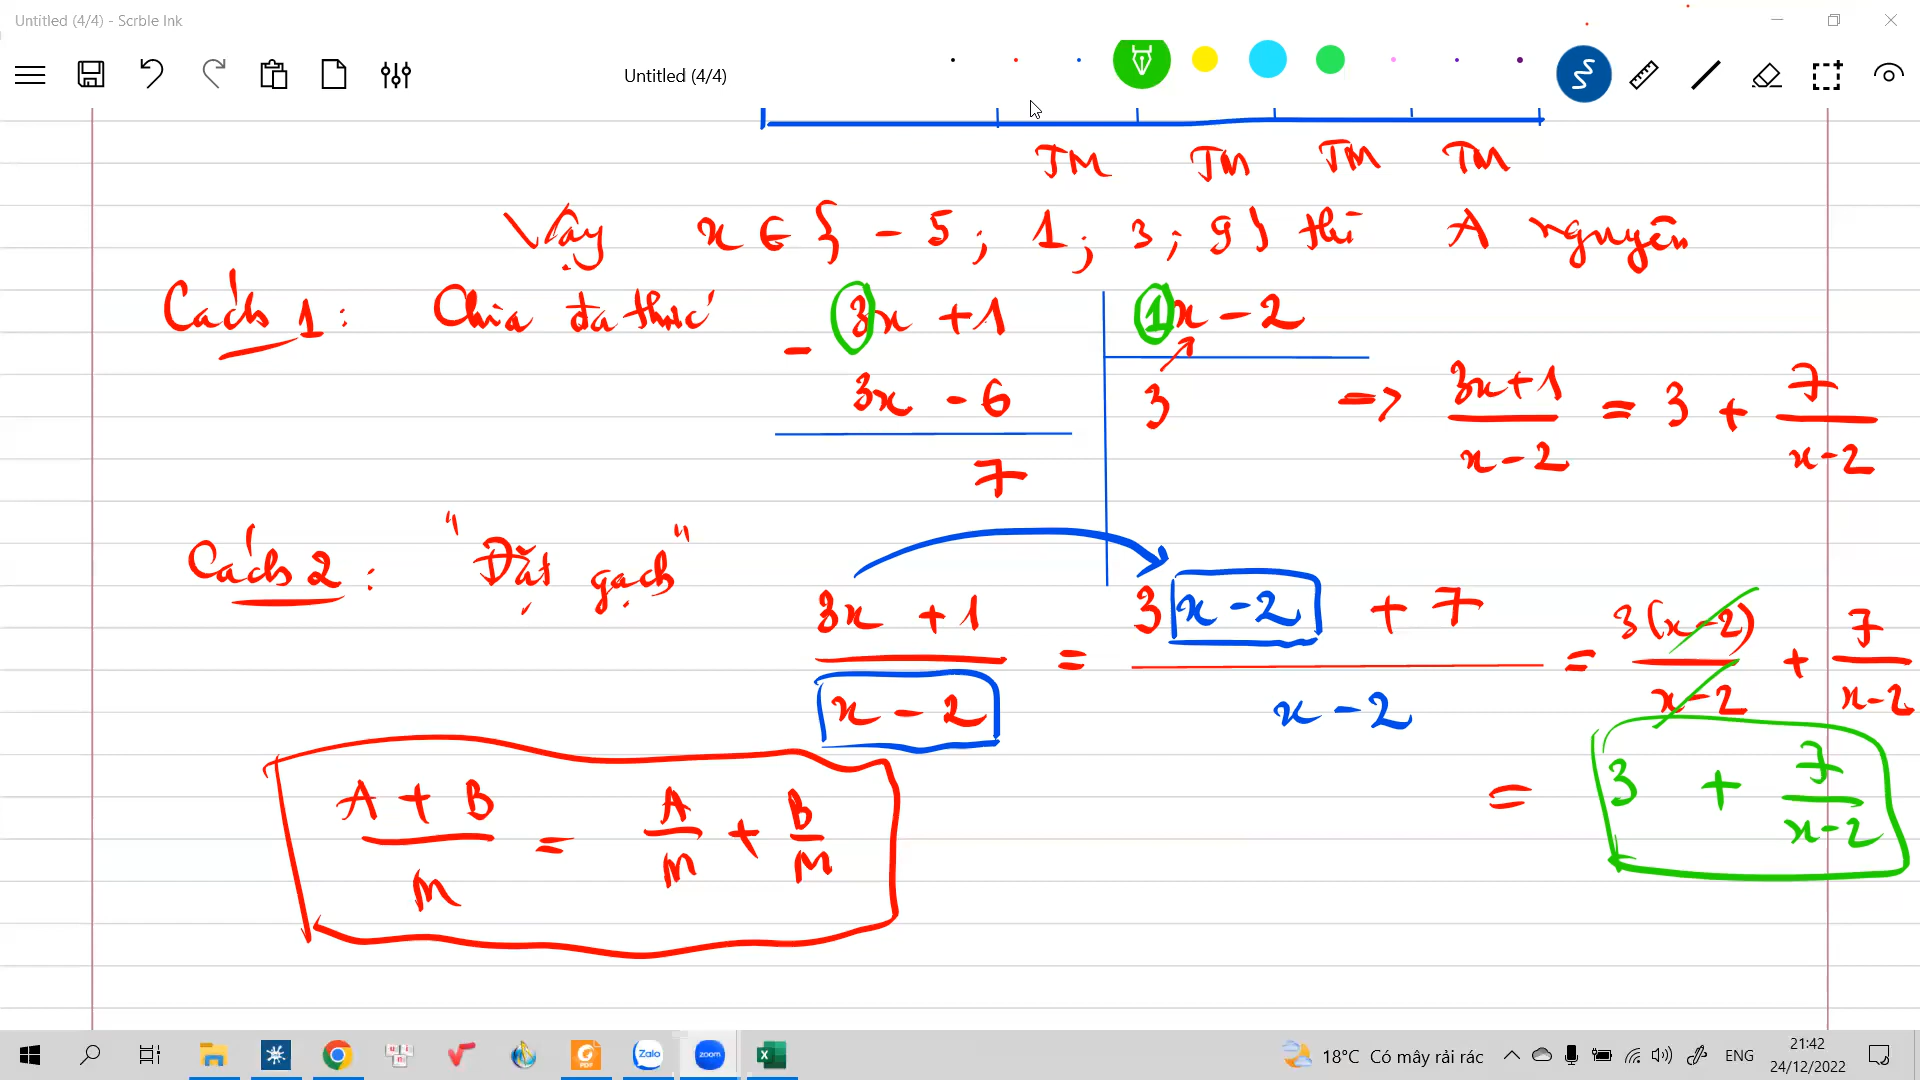 Untitled (4/4) - Scrble Ink
Untitled (4/4)
TM TM TM TM
Vậy x ∈ { - 5 ; 1 ; 3 ; 9 } thì A nguyên
Cách 1 : Chia đa thức 3x + 1 1x - 2
- 3x - 6 3 => 3x+1 / x-2 = 3 + 7 / x-2
7
Cách 2 : "Đặt gạch"
3x + 1 / x - 2 = 3 x - 2 + 7 / x - 2 = 3(x-2) / x-2 + 7 / x-2
= 3 + 7 / x-2
A + B / M = A / M + B / M
Zalo
zoom
18°C Có mây rải rác
ENG
21:42
24/12/2022